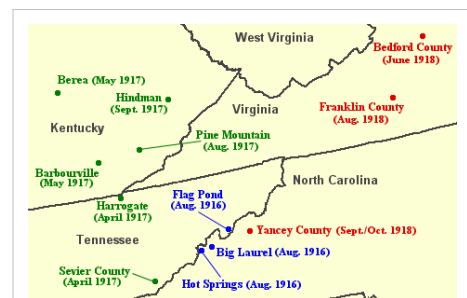 West Virginia
Bedford County
(June 1918)
Berea (May 1917)
Hindman
(Sept. 1917)
Virginia
Franklin County
(Aug. 1918)
Kentucky
Pine Mountain
(Aug. 1917)
Barbourville
(May 1917)
North Carolina
Harrogate
(April 1917)
Flag Pond
(Aug. 1916)
Tennessee
Yancey County (Sept./Oct. 1918)
Big Laurel (Aug. 1916)
Sevier County
(April 1917)
Hot Springs (Aug. 1916)